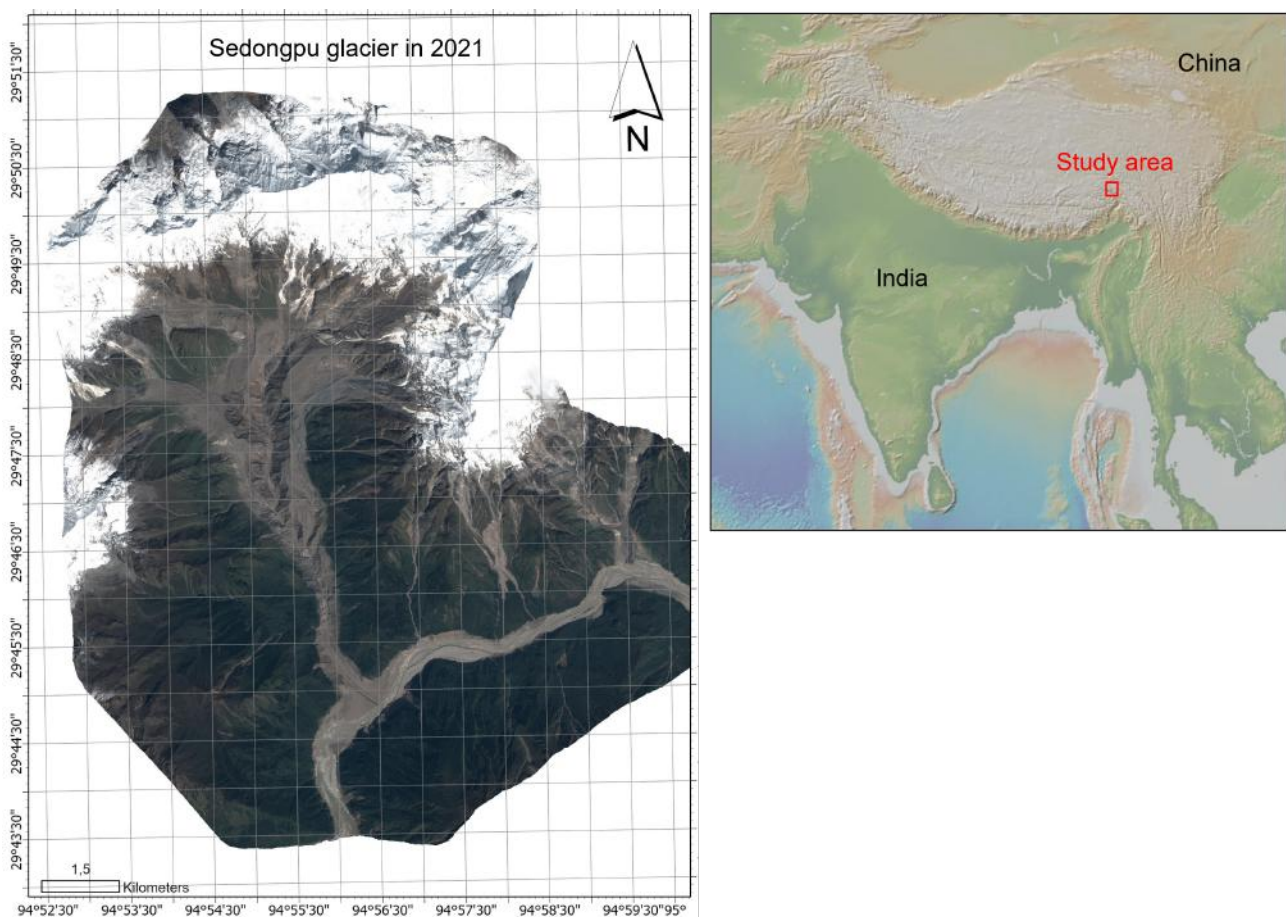 Sedongpu glacier in 2021
N
29°51'30"
29°50'30"
29°49'30"
29°48'30"
29°47'30"
29°46'30"
29°45'30"
29°44'30"
29°43'30"
1,5
Kilometers
94°52'30" 94°53'30" 94°54'30" 94°55'30" 94°56'30" 94°57'30" 94°58'30" 94°59'30" 95°
China
Study area
India